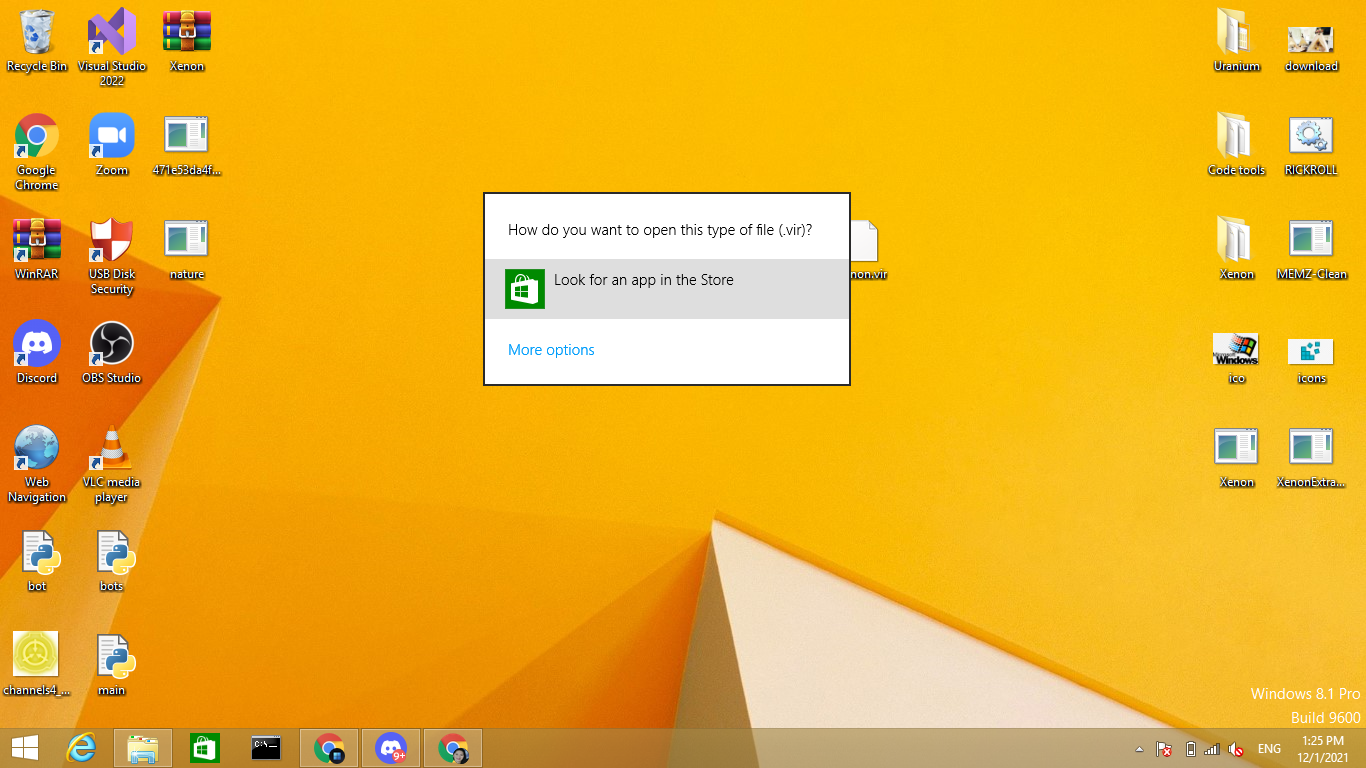 Recycle Bin
Visual Studio
2022
Xenon
Google
Chrome
Zoom
471e53da4f...
WinRAR
USB Disk
Security
nature
Discord
OBS Studio
Web
Navigation
VLC media
player
bot
bots
channels4_...
main
How do you want to open this type of file (.vir)?
Look for an app in the Store
More options
non.vir
Uranium
download
Code tools
RICKROLL
Xenon
MEMZ-Clean
Microsoft
Windows
ico
icons
Xenon
XenonExtra...
Windows 8.1 Pro
Build 9600
C:\_
9+
ENG
1:25 PM
12/1/2021